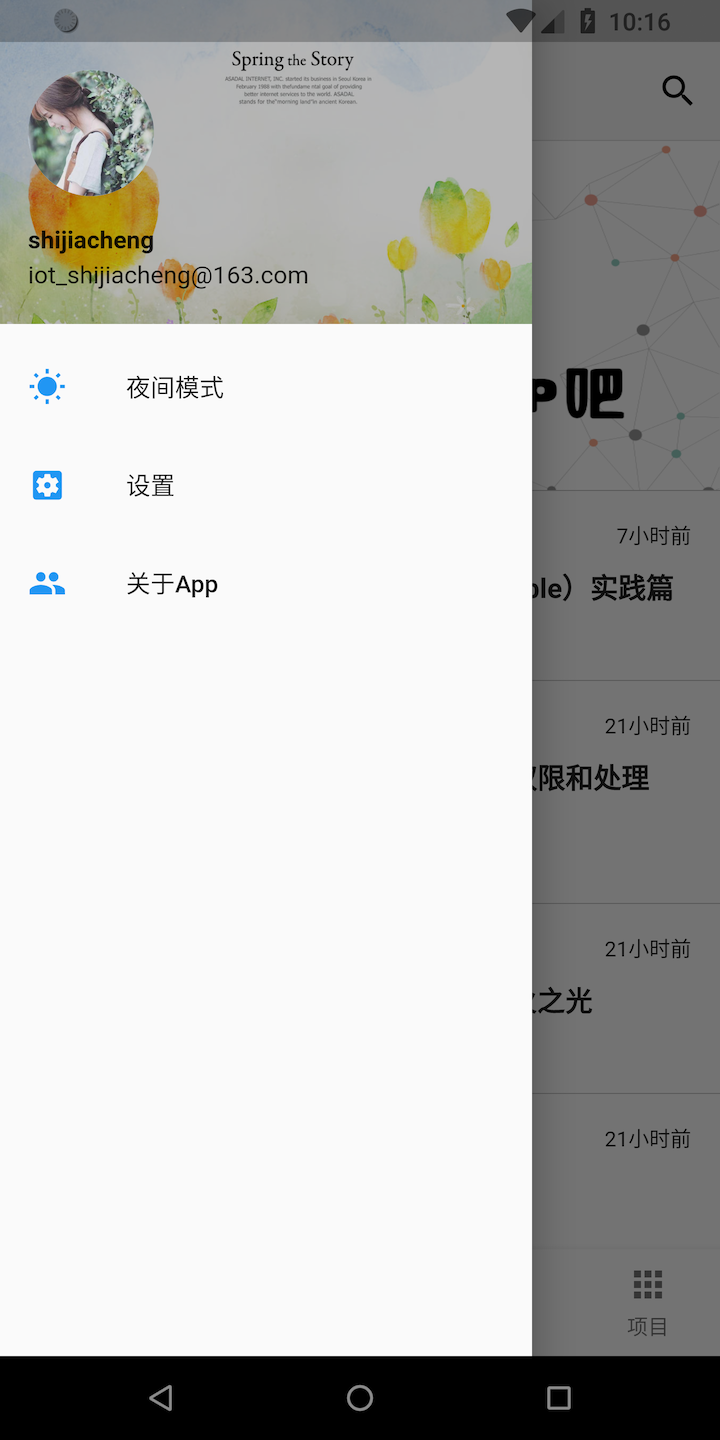 10:16
Spring the Story
ASADAL INTERNET, INC. started its business in Seoul Korea in
February 1988 with thefundame ntal goal of providing
better internet services to the world. ASADAL
stands for the"morning land"in ancient Korean.
shijiacheng
iot_shijiacheng@163.com
夜间模式
设置
关于App
P吧
7小时前
ble）实践篇
21小时前
限和处理
21小时前
之光
21小时前
项目